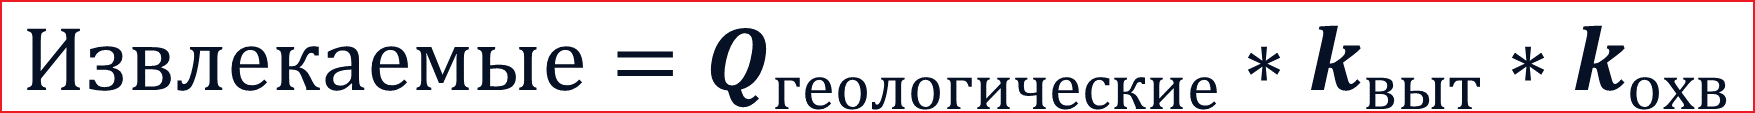 Извлекаемые = Qгеологические * kвыт * kохв